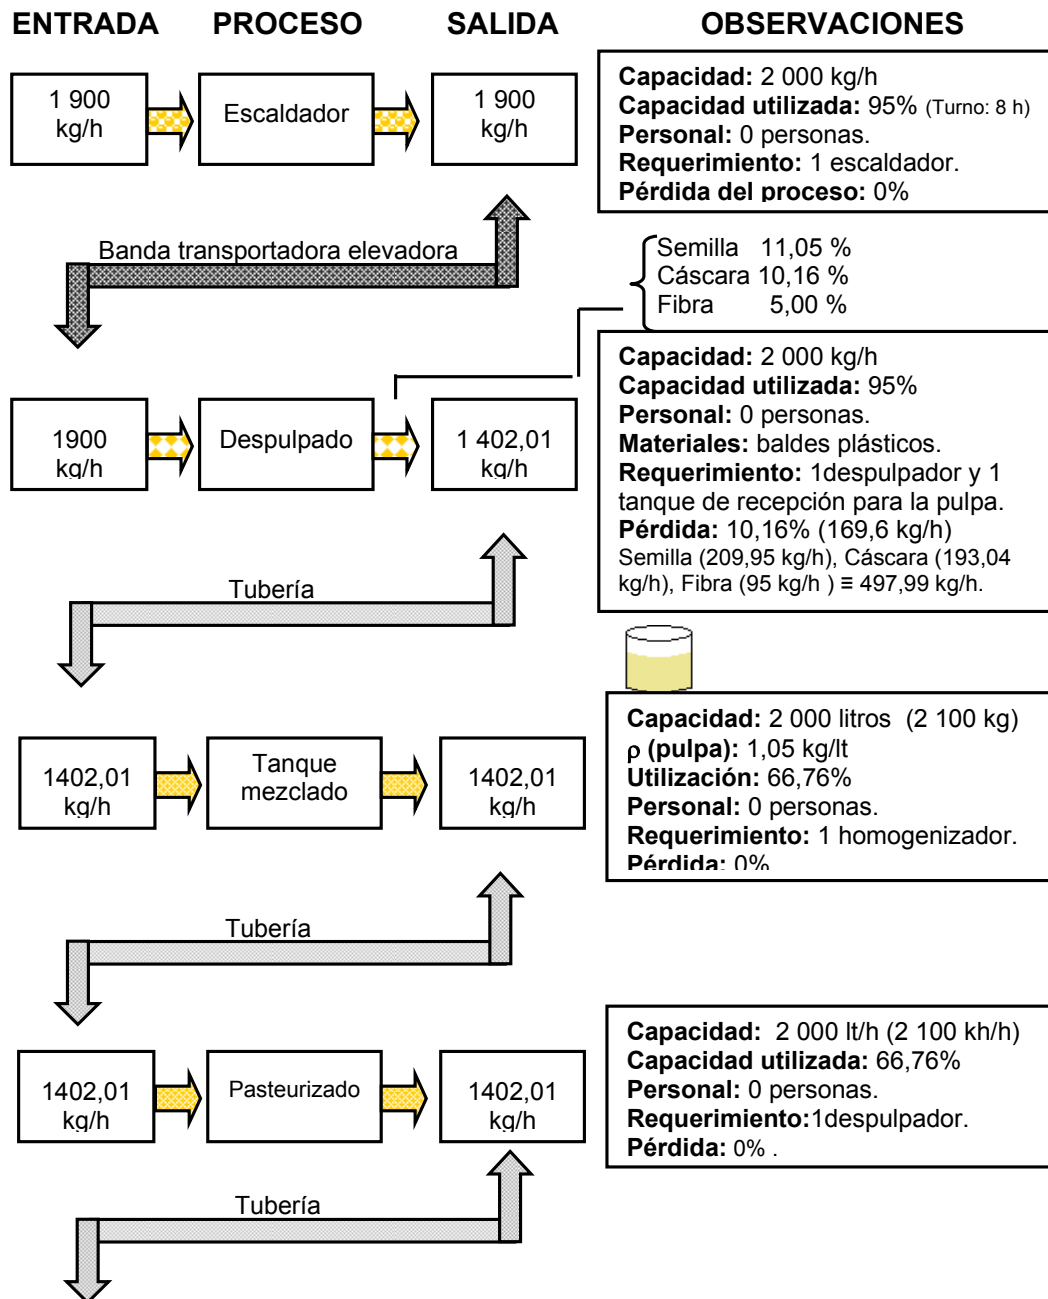 ENTRADA PROCESO SALIDA OBSERVACIONES
1 900
kg/h
Escaldador
1 900
kg/h
Capacidad: 2 000 kg/h
Capacidad utilizada: 95% (Turno: 8 h)
Personal: 0 personas.
Requerimiento: 1 escaldador.
Pérdida del proceso: 0%
Banda transportadora elevadora
Semilla 11,05 %
Cáscara 10,16 %
Fibra 5,00 %
1900
kg/h
Despulpado
1 402,01
kg/h
Capacidad: 2 000 kg/h
Capacidad utilizada: 95%
Personal: 0 personas.
Materiales: baldes plásticos.
Requerimiento: 1despulpador y 1
tanque de recepción para la pulpa.
Pérdida: 10,16% (169,6 kg/h)
Semilla (209,95 kg/h), Cáscara (193,04
kg/h), Fibra (95 kg/h ) ≡ 497,99 kg/h.
Tubería
1402,01
kg/h
Tanque
mezclado
1402,01
kg/h
Capacidad: 2 000 litros (2 100 kg)
ρ (pulpa): 1,05 kg/lt
Utilización: 66,76%
Personal: 0 personas.
Requerimiento: 1 homogenizador.
Pérdida: 0%
Tubería
1402,01
kg/h
Pasteurizado
1402,01
kg/h
Capacidad: 2 000 lt/h (2 100 kh/h)
Capacidad utilizada: 66,76%
Personal: 0 personas.
Requerimiento:1despulpador.
Pérdida: 0% .
Tubería